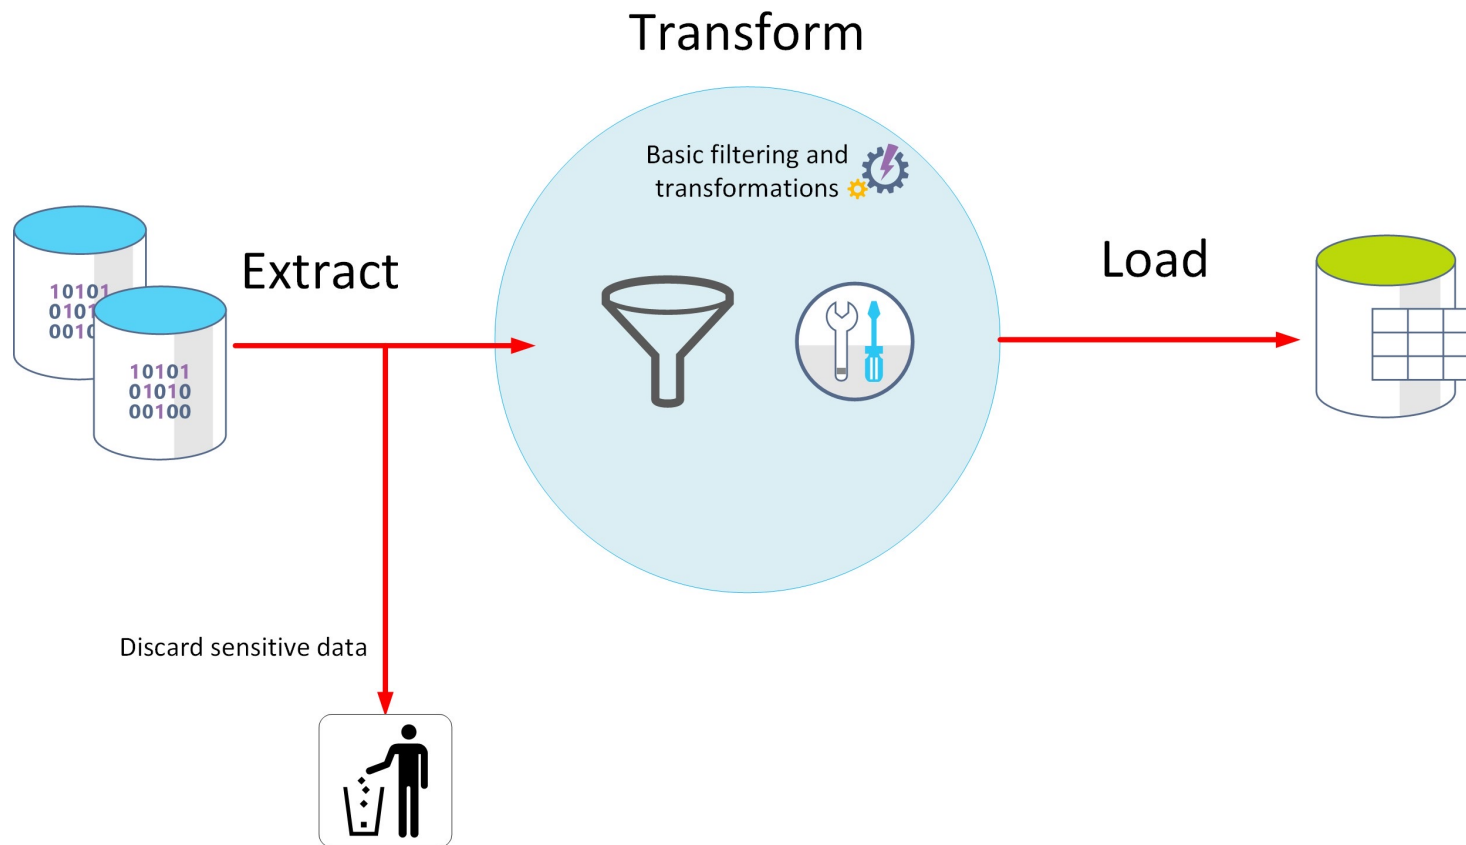 Transform
Basic filtering and
transformations
Extract
Load
10101
0101
0010
10101
01010
00100
Discard sensitive data